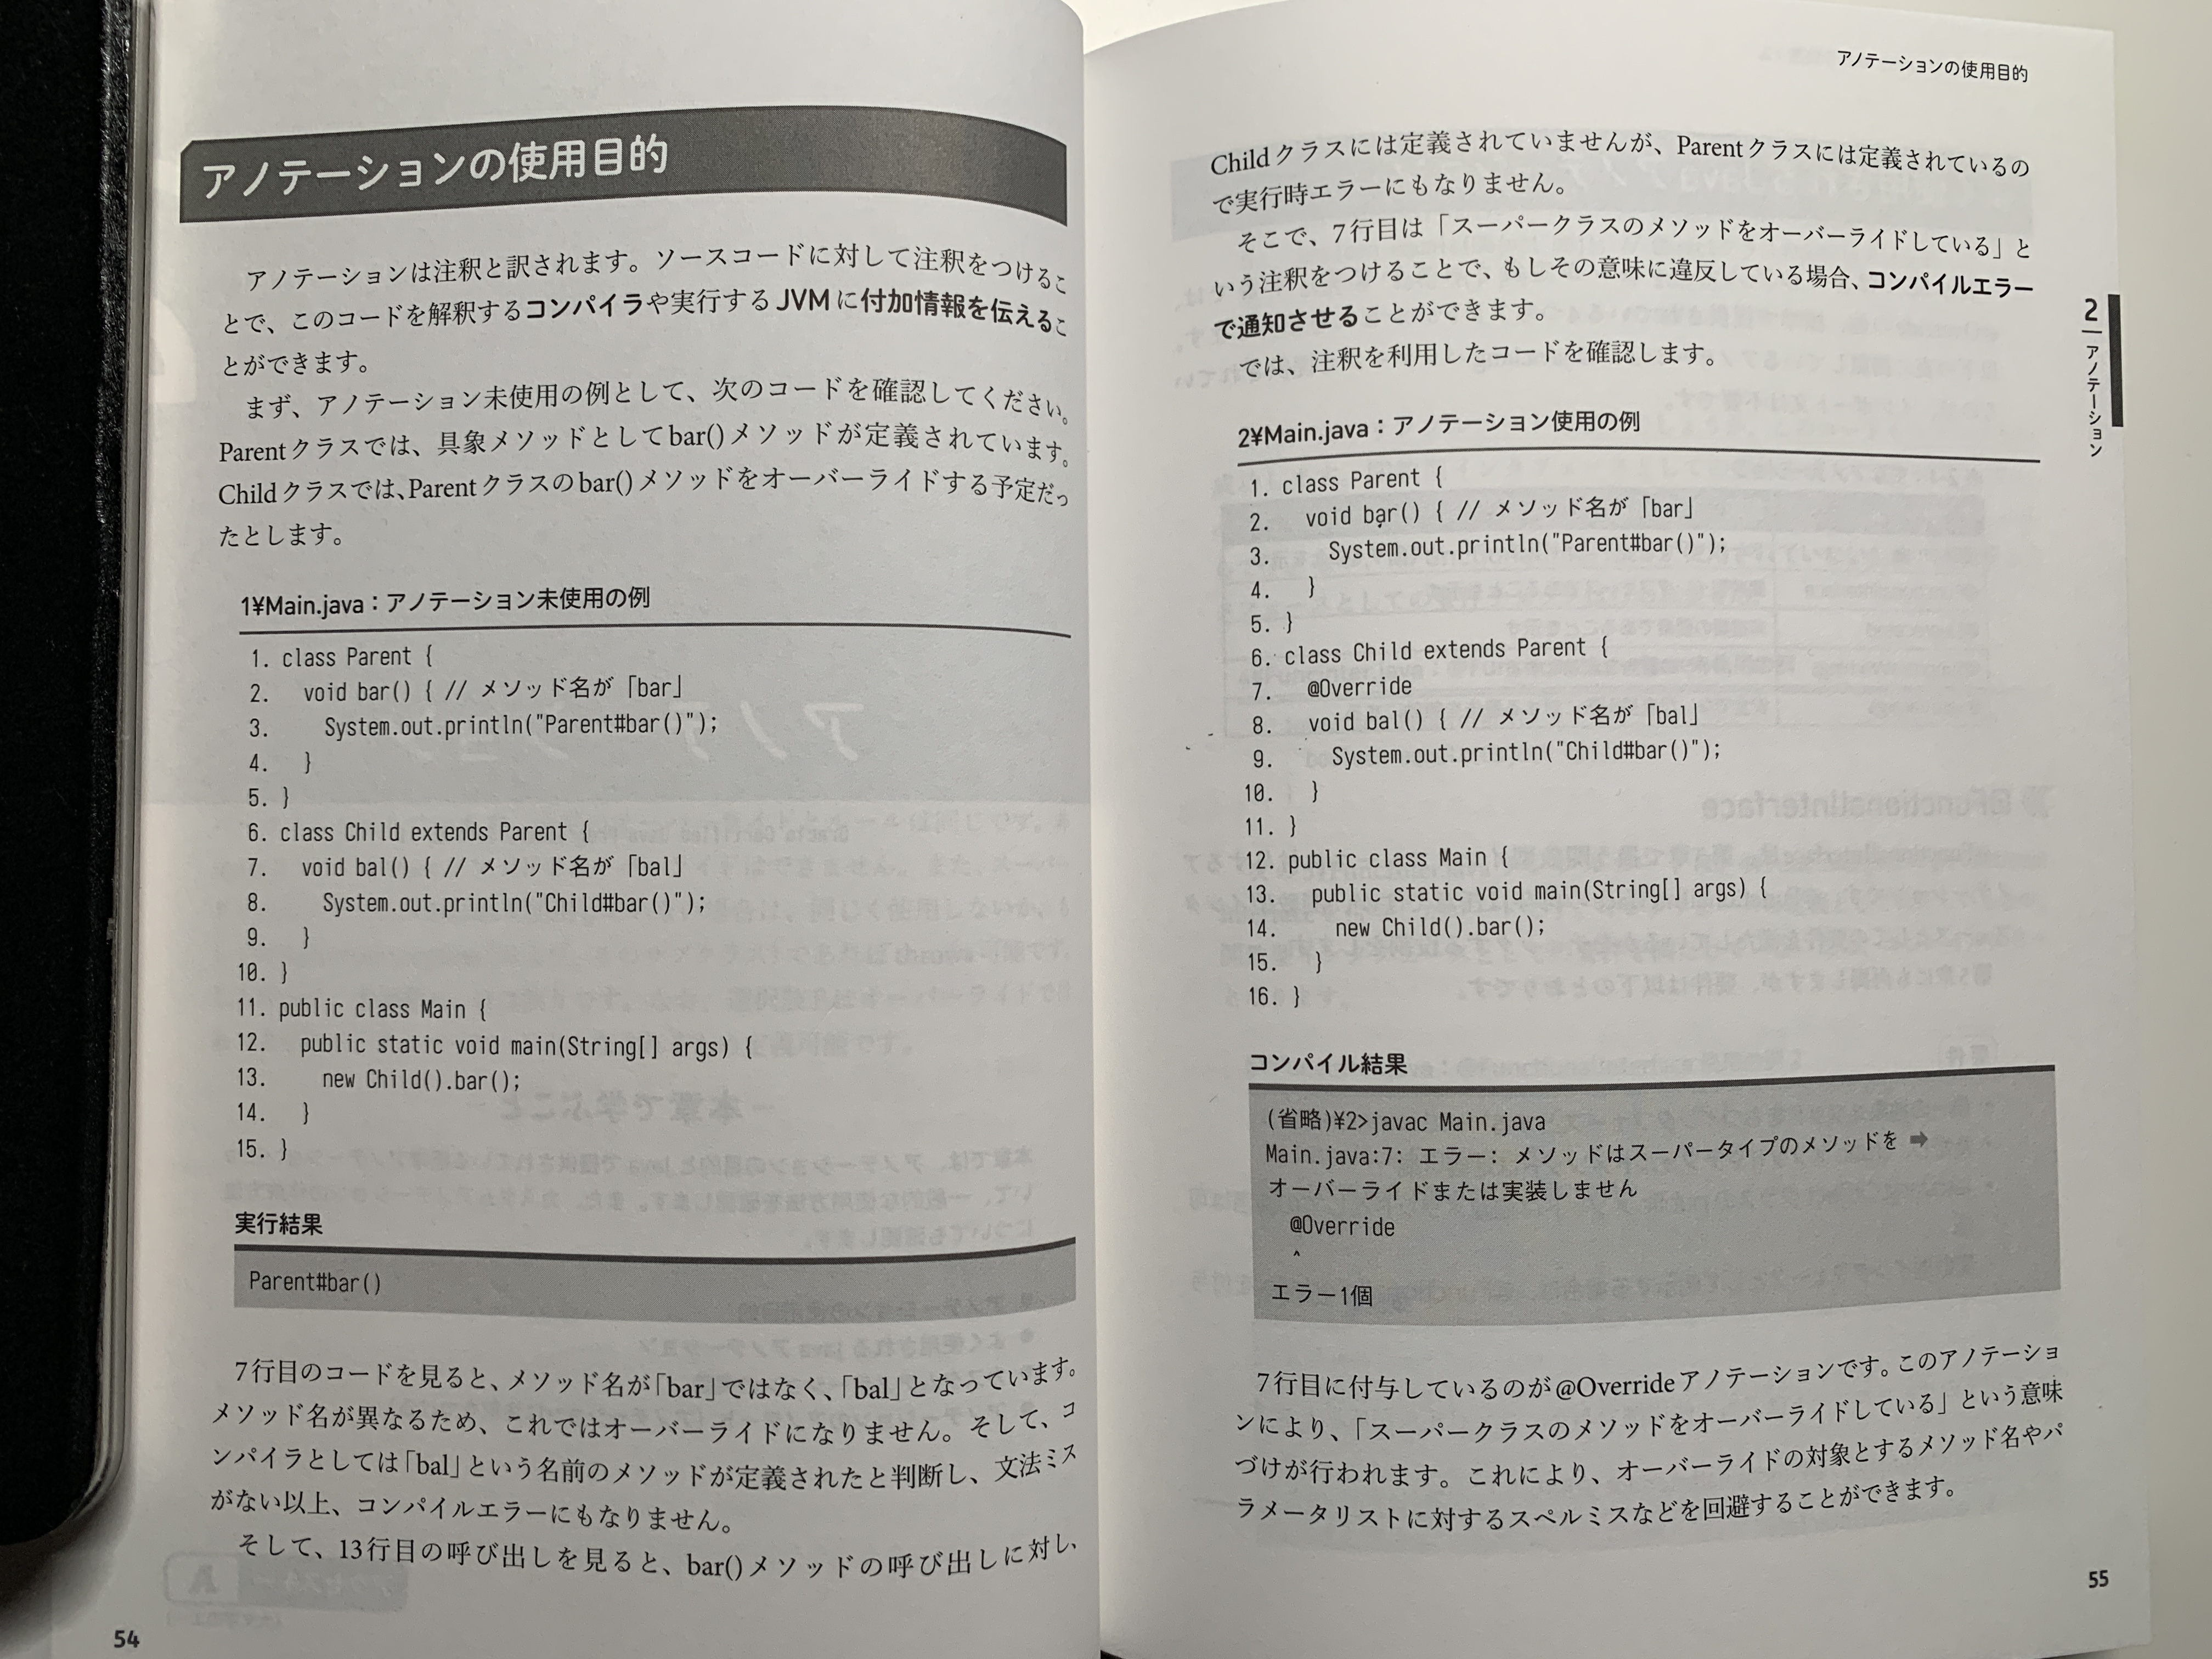 アノテーションの使用目的
アノテーションは注釈と訳されます。ソースコードに対して注釈をつけるこ
とで、このコードを解釈するコンパイラや実行するJVMに付加情報を伝えるこ
とができます。
まず、アノテーション未使用の例として、次のコードを確認してください。
Parentクラスでは、具象メソッドとしてbar()メソッドが定義されています。
Childクラスでは、Parentクラスのbar()メソッドをオーバーライドする予定だっ
たとします。
1¥Main.java：アノテーション未使用の例
1. class Parent {
2.   void bar() { // メソッド名が「bar」
3.     System.out.println("Parent#bar()");
4.   }
5. }
6. class Child extends Parent {
7.   void bal() { // メソッド名が「bal」
8.     System.out.println("Child#bar()");
9.   }
10. }
11. public class Main {
12.   public static void main(String[] args) {
13.     new Child().bar();
14.   }
15. }
実行結果
Parent#bar()
7行目のコードを見ると、メソッド名が「bar」ではなく、「bal」となっています。
メソッド名が異なるため、これではオーバーライドになりません。そして、コ
ンパイラとしては「bal」という名前のメソッドが定義されたと判断し、文法ミス
がない以上、コンパイルエラーにもなりません。
そして、13行目の呼び出しを見ると、bar()メソッドの呼び出しに対し、
54
アノテーションの使用目的
Childクラスには定義されていませんが、Parentクラスには定義されているの
で実行時エラーにもなりません。
そこで、7行目は「スーパークラスのメソッドをオーバーライドしている」と
いう注釈をつけることで、もしその意味に違反している場合、コンパイルエラー
で通知させることができます。
では、注釈を利用したコードを確認します。
2¥Main.java：アノテーション使用の例
1. class Parent {
2.   void bar() { // メソッド名が「bar」
3.     System.out.println("Parent#bar()");
4.   }
5. }
6. class Child extends Parent {
7.   @Override
8.   void bal() { // メソッド名が「bal」
9.     System.out.println("Child#bar()");
10.   }
11. }
12. public class Main {
13.   public static void main(String[] args) {
14.     new Child().bar();
15.   }
16. }
コンパイル結果
(省略)¥2>javac Main.java
Main.java:7: エラー: メソッドはスーパータイプのメソッドを ➡
オーバーライドまたは実装しません
  @Override
  ^
エラー1個
7行目に付与しているのが@Overrideアノテーションです。このアノテーショ
ンにより、「スーパークラスのメソッドをオーバーライドしている」という意味
づけが行われます。これにより、オーバーライドの対象とするメソッド名やパ
ラメータリストに対するスペルミスなどを回避することができます。
2 アノテーション
55